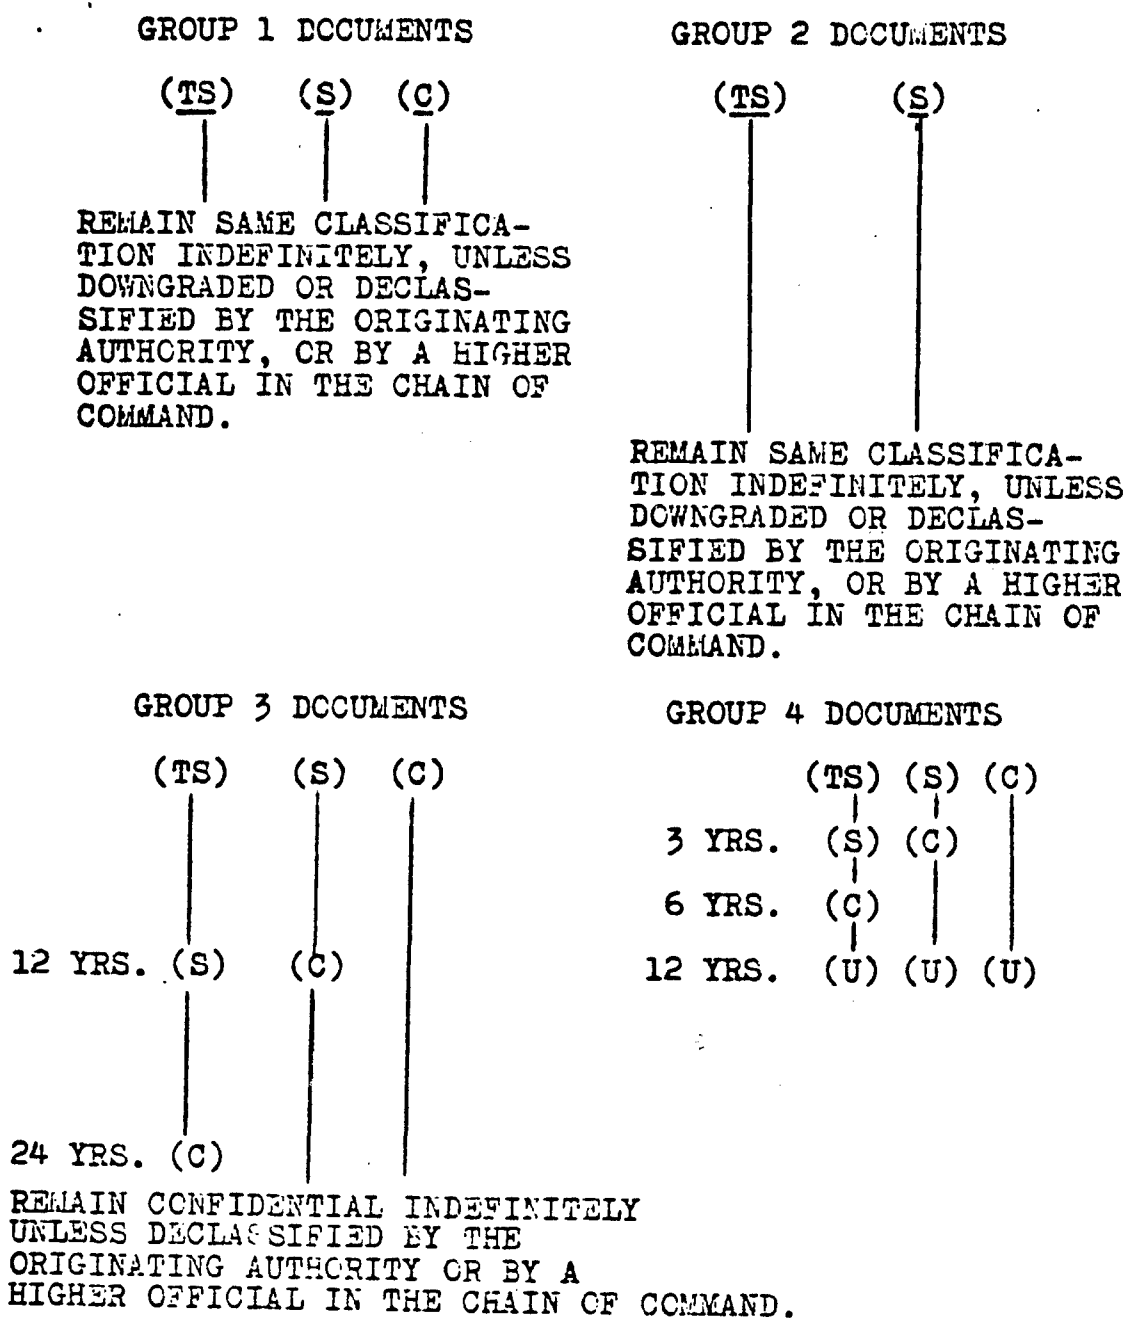 GROUP 1 DOCUMENTS
(TS) (S) (C)
REMAIN SAME CLASSIFICA-
TION INDEFINITELY, UNLESS
DOWNGRADED OR DECLAS-
SIFIED BY THE ORIGINATING
AUTHORITY, OR BY A HIGHER
OFFICIAL IN THE CHAIN OF
COMMAND.
GROUP 2 DOCUMENTS
(TS) (S)
REMAIN SAME CLASSIFICA-
TION INDEFINITELY, UNLESS
DOWNGRADED OR DECLAS-
SIFIED BY THE ORIGINATING
AUTHORITY, OR BY A HIGHER
OFFICIAL IN THE CHAIN OF
COMMAND.
GROUP 3 DOCUMENTS
(TS) (S) (C)
12 YRS. (S) (C)
24 YRS. (C)
REMAIN CONFIDENTIAL INDEFINITELY
UNLESS DECLASSIFIED BY THE
ORIGINATING AUTHORITY OR BY A
HIGHER OFFICIAL IN THE CHAIN OF COMMAND.
GROUP 4 DOCUMENTS
(TS) (S) (C)
3 YRS. (S) (C)
6 YRS. (C)
12 YRS. (U) (U) (U)